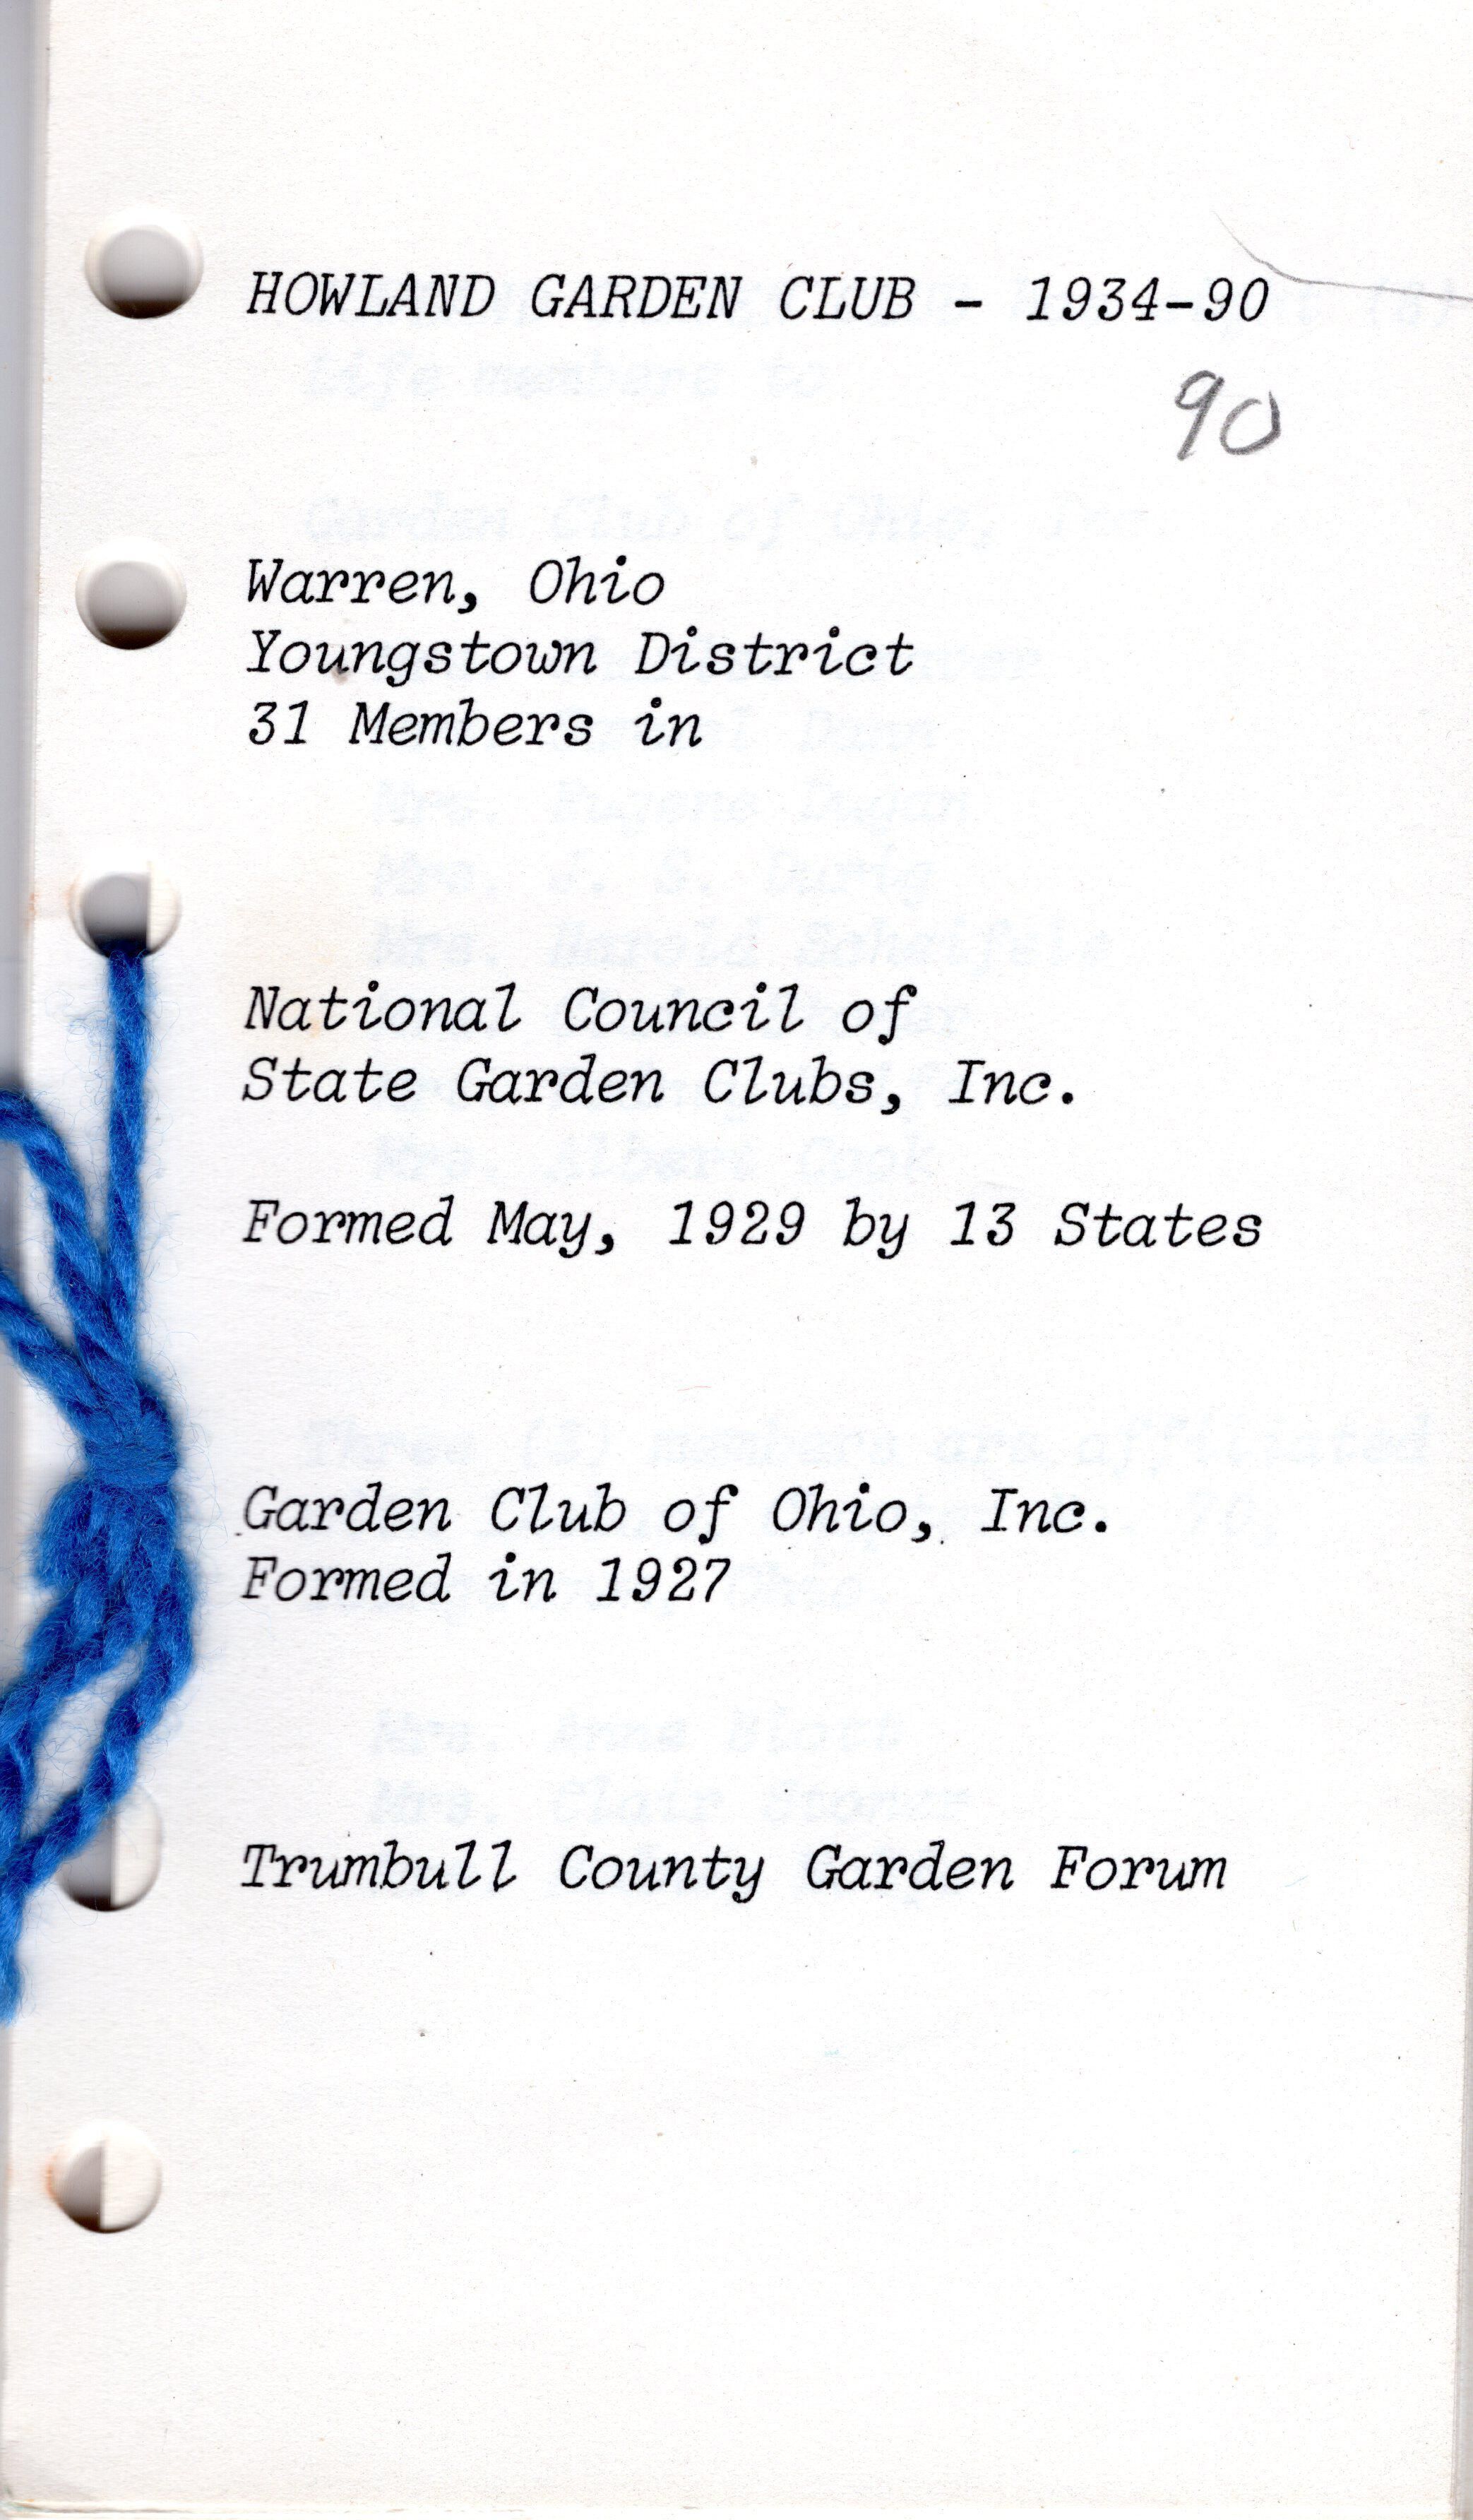 HOWLAND GARDEN CLUB - 1934-90
90
Warren, Ohio
Youngstown District
31 Members in
National Council of
State Garden Clubs, Inc.
Formed May, 1929 by 13 States
Garden Club of Ohio, Inc.
Formed in 1927
Trumbull County Garden Forum